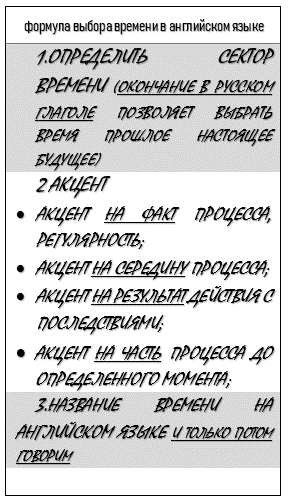 формула выбора времени в английском языке
1.ОПРЕДЕЛИТЬ СЕКТОР
ВРЕМЕНИ (ОКОНЧАНИЕ В РУССКОМ
ГЛАГОЛЕ ПОЗВОЛЯЕТ ВЫБРАТЬ
ВРЕМЯ ПРОШЛОЕ НАСТОЯЩЕЕ
БУДУЩЕЕ)
2 АКЦЕНТ
• АКЦЕНТ НА ФАКТ ПРОЦЕССА,
РЕГУЛЯРНОСТЬ;
• АКЦЕНТ НА СЕРЕДИНУ ПРОЦЕССА;
• АКЦЕНТ НА РЕЗУЛЬТАТ ДЕЙСТВИЯ С
ПОСЛЕДСТВИЯМИ;
• АКЦЕНТ НА ЧАСТЬ ПРОЦЕССА ДО
ОПРЕДЕЛЕННОГО МОМЕНТА;
3.НАЗВАНИЕ ВРЕМЕНИ НА
АНГЛИЙСКОМ ЯЗЫКЕ И ТОЛЬКО ПОТОМ
ГОВОРИМ